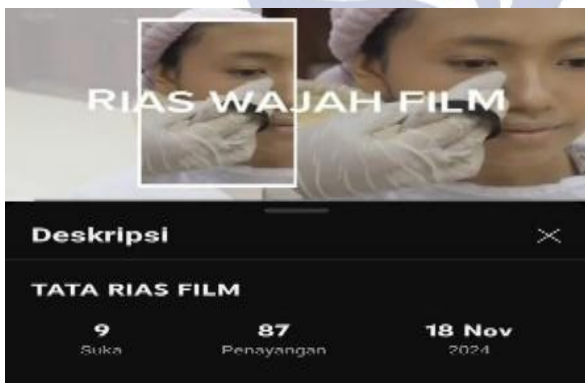 RIAS WAJAH FILM
Deskripsi
TATA RIAS FILM
9 87 18 Nov
Suka Penayangan 2024